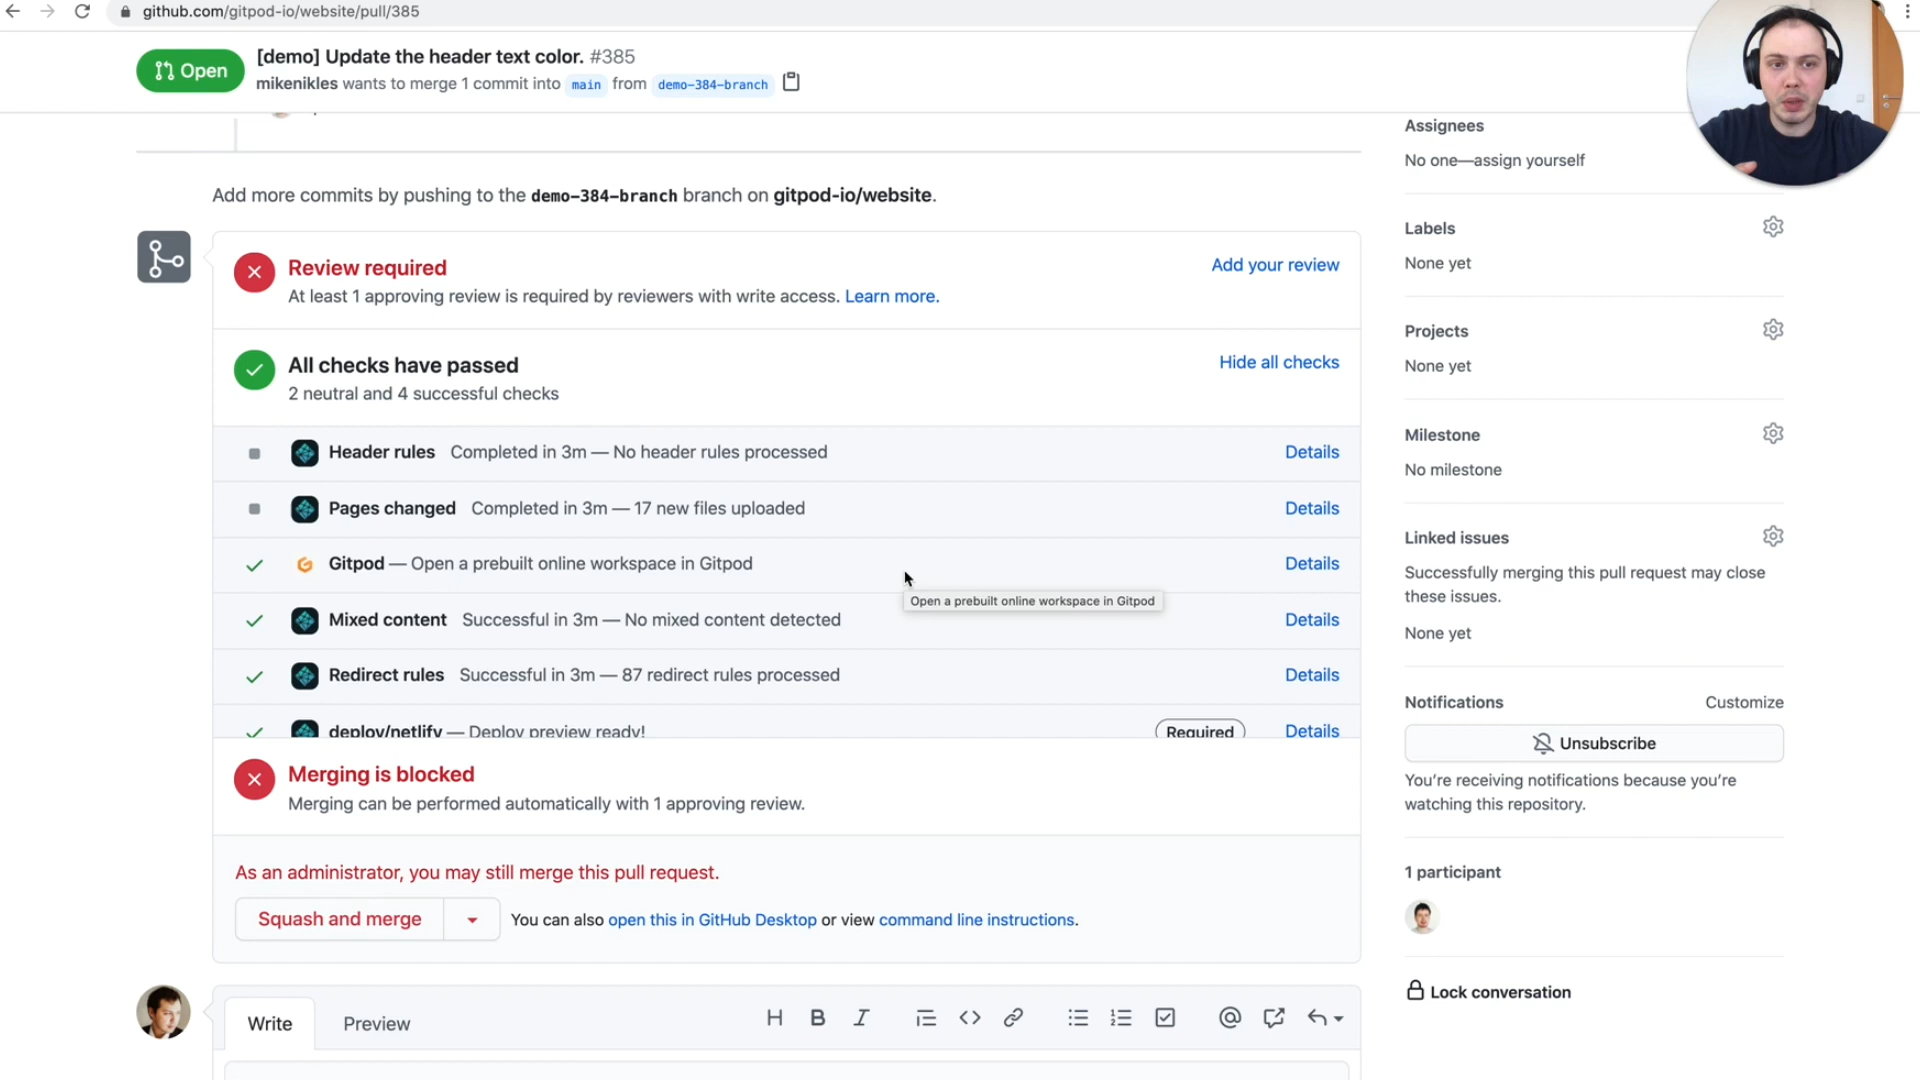 github.com/gitpod-io/website/pull/385
Open
[demo] Update the header text color. #385
mikenikles wants to merge 1 commit into main from demo-384-branch
Add more commits by pushing to the demo-384-branch branch on gitpod-io/website.
Review required
Add your review
At least 1 approving review is required by reviewers with write access. Learn more.
All checks have passed
Hide all checks
2 neutral and 4 successful checks
Header rules Completed in 3m — No header rules processed Details
Pages changed Completed in 3m — 17 new files uploaded Details
Gitpod — Open a prebuilt online workspace in Gitpod Details
Open a prebuilt online workspace in Gitpod
Mixed content Successful in 3m — No mixed content detected Details
Redirect rules Successful in 3m — 87 redirect rules processed Details
deploy/netlify — Deploy preview ready! Required Details
Merging is blocked
Merging can be performed automatically with 1 approving review.
As an administrator, you may still merge this pull request.
Squash and merge
You can also open this in GitHub Desktop or view command line instructions.
Write
Preview
Assignees
No one—assign yourself
Labels
None yet
Projects
None yet
Milestone
No milestone
Linked issues
Successfully merging this pull request may close
these issues.
None yet
Notifications
Customize
Unsubscribe
You're receiving notifications because you're
watching this repository.
1 participant
Lock conversation